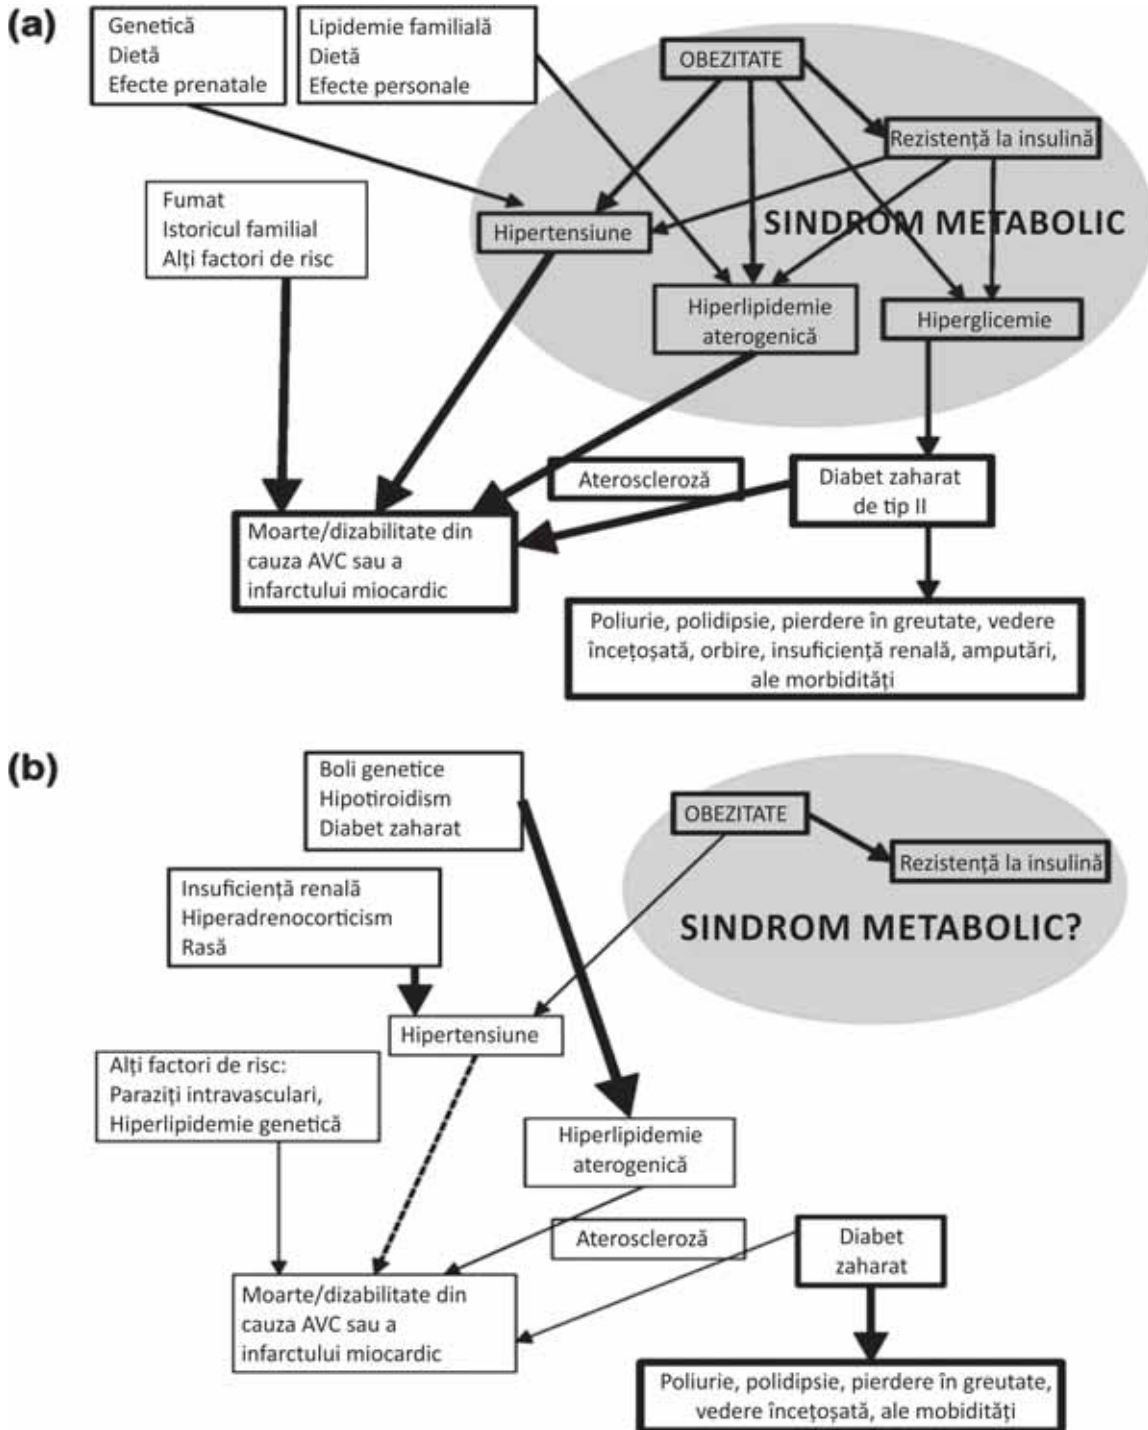 (a)
Genetică
Dietă
Efecte prenatale
Lipidemie familială
Dietă
Efecte personale
OBEZITATE
Rezistență la insulină
Fumat
Istoricul familial
Alți factori de risc
Hipertensiune
SINDROM METABOLIC
Hiperlipidemie
aterogenică
Hiperglicemie
Ateroscleroză
Diabet zaharat
de tip II
Moarte/dizabilitate din
cauza AVC sau a
infarctului miocardic
Poliurie, polidipsie, pierdere în greutate, vedere
încețoșată, orbire, insuficiență renală, amputări,
ale morbidități
(b)
Boli genetice
Hipotiroidism
Diabet zaharat
OBEZITATE
Rezistență la insulină
Insuficiență renală
Hiperadrenocorticism
Rasă
SINDROM METABOLIC?
Hipertensiune
Alți factori de risc:
Paraziți intravasculari,
Hiperlipidemie genetică
Hiperlipidemie
aterogenică
Ateroscleroză
Diabet
zaharat
Moarte/dizabilitate din
cauza AVC sau a
infarctului miocardic
Poliurie, polidipsie, pierdere în greutate,
vedere încețoșată, ale mobidități